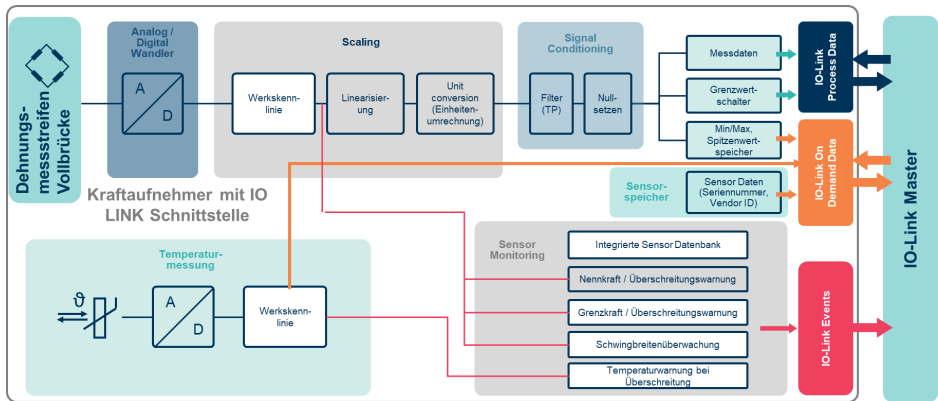 Dehnungs-
messstreifen
Vollbrücke
Analog /
Digital
Wandler
A
D
Scaling
Werkskenn-
linie
Linearisier-
ung
Unit
conversion
(Einheiten-
umrechnung)
Signal
Conditioning
Filter
(TP)
Null-
setzen
Messdaten
Grenzwert-
schalter
Min/Max,
Spitzenwert-
speicher
IO-Link
Process Data
IO-Link On
Demand Data
IO-Link Master
Kraftaufnehmer mit IO
LINK Schnittstelle
Sensor-
speicher
Sensor Daten
(Seriennummer,
Vendor ID)
Temperatur-
messung
ϑ
A
D
Werkskenn-
linie
Sensor
Monitoring
Integrierte Sensor Datenbank
Nennkraft / Überschreitungswarnung
Grenzkraft / Überschreitungswarnung
Schwingbreitenüberwachung
Temperaturwarnung bei
Überschreitung
IO-Link Events